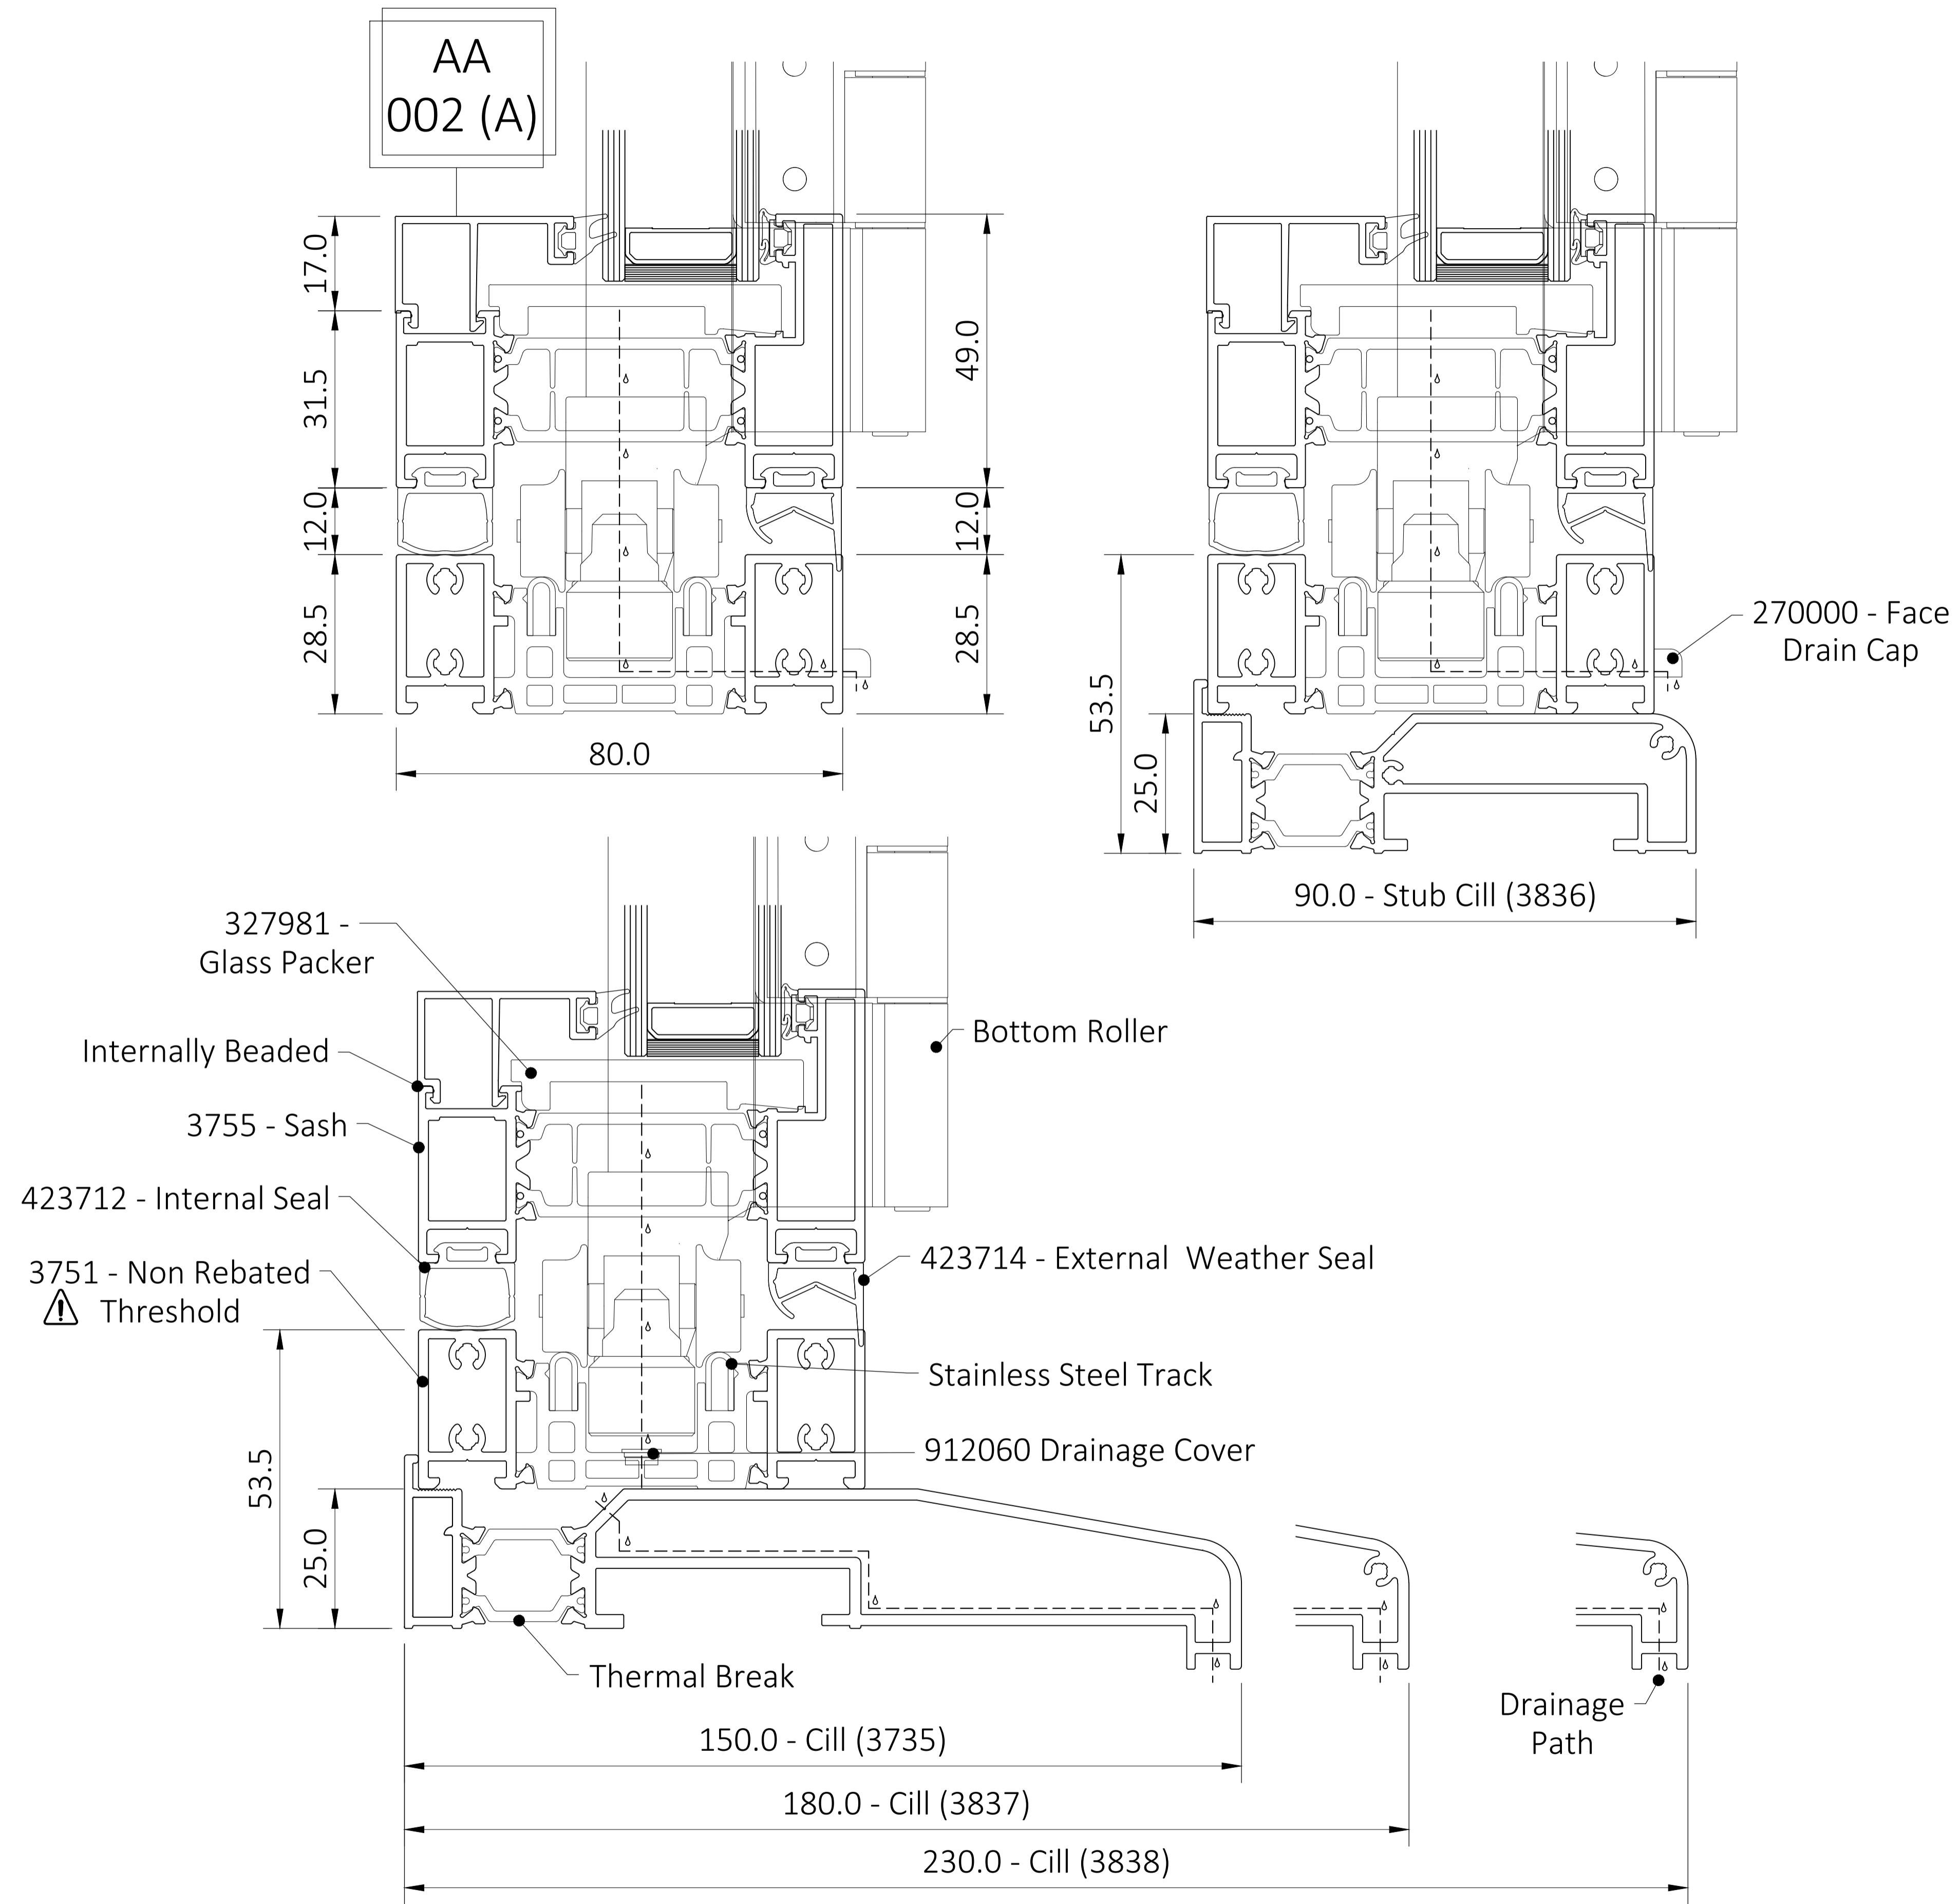 AA
002 (A)
17.0
31.5
12.0
28.5
49.0
12.0
28.5
80.0
270000 - Face
Drain Cap
53.5
25.0
90.0 - Stub Cill (3836)
327981 -
Glass Packer
Internally Beaded
3755 - Sash
423712 - Internal Seal
3751 - Non Rebated
Threshold
Bottom Roller
423714 - External Weather Seal
Stainless Steel Track
912060 Drainage Cover
53.5
25.0
Thermal Break
Drainage
Path
150.0 - Cill (3735)
180.0 - Cill (3837)
230.0 - Cill (3838)